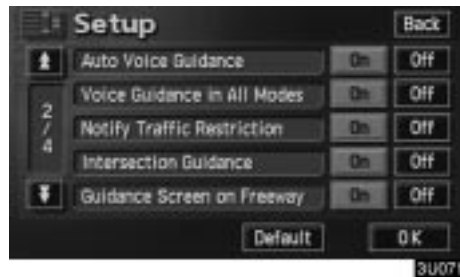 Setup
Back
Auto Voice Guidance On Off
Voice Guidance in All Modes On Off
2/4
Notify Traffic Restriction On Off
Intersection Guidance On Off
Guidance Screen on Freeway On Off
Default OK
3U071